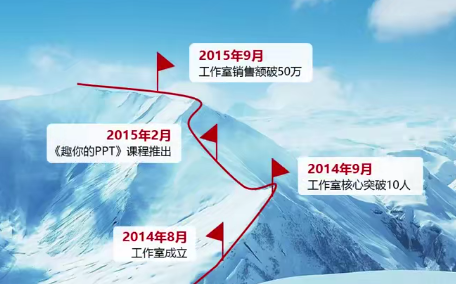 2015年9月
工作室销售额破50万
2015年2月
《趣你的PPT》课程推出
2014年9月
工作室核心突破10人
2014年8月
工作室成立